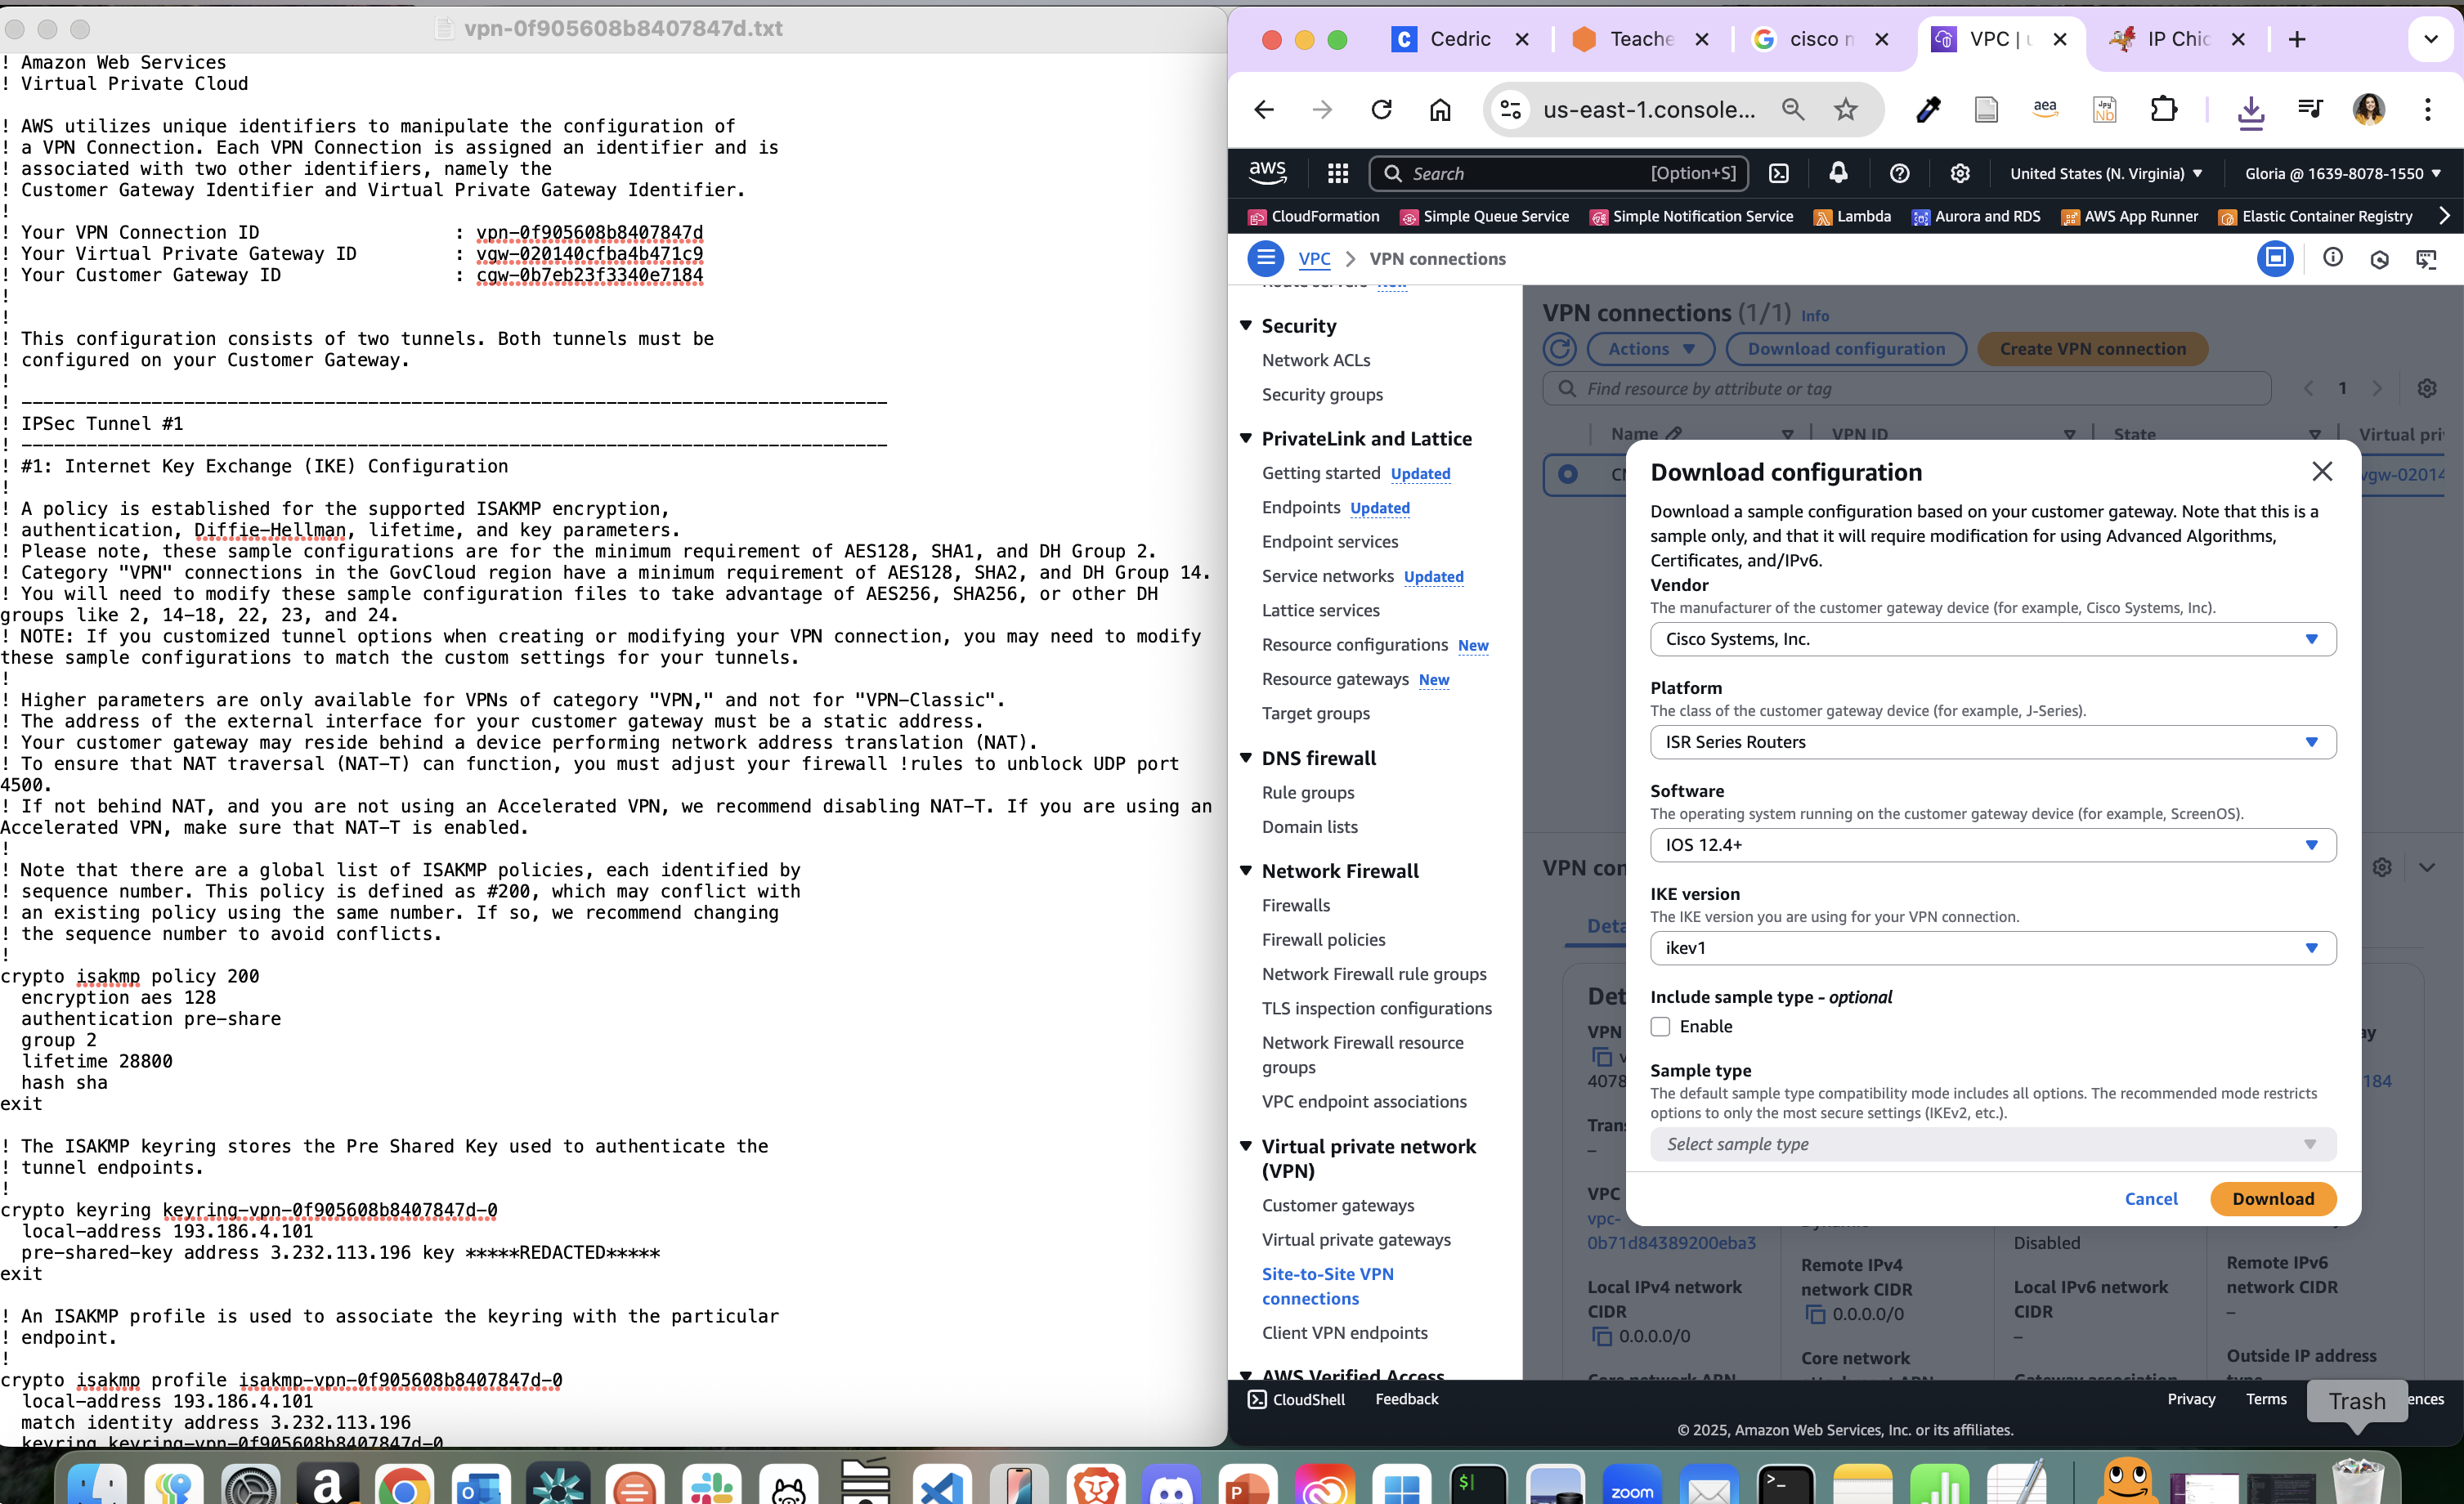 vpn-0f905608b8407847d.txt
! Amazon Web Services
! Virtual Private Cloud
! AWS utilizes unique identifiers to manipulate the configuration of
! a VPN Connection. Each VPN Connection is assigned an identifier and is
! associated with two other identifiers, namely the
! Customer Gateway Identifier and Virtual Private Gateway Identifier.
!
! Your VPN Connection ID : vpn-0f905608b8407847d
! Your Virtual Private Gateway ID : vgw-020140cfba4b471c9
! Your Customer Gateway ID : cgw-0b7eb23f3340e7184
!
!
! This configuration consists of two tunnels. Both tunnels must be
! configured on your Customer Gateway.
!
! --------------------------------------------------------------------------------
! IPSec Tunnel #1
! --------------------------------------------------------------------------------
! #1: Internet Key Exchange (IKE) Configuration
!
! A policy is established for the supported ISAKMP encryption,
! authentication, Diffie-Hellman, lifetime, and key parameters.
! Please note, these sample configurations are for the minimum requirement of AES128, SHA1, and DH Group 2.
! Category "VPN" connections in the GovCloud region have a minimum requirement of AES128, SHA2, and DH Group 14.
! You will need to modify these sample configuration files to take advantage of AES256, SHA256, or other DH
groups like 2, 14-18, 22, 23, and 24.
! NOTE: If you customized tunnel options when creating or modifying your VPN connection, you may need to modify
these sample configurations to match the custom settings for your tunnels.
!
! Higher parameters are only available for VPNs of category "VPN," and not for "VPN-Classic".
! The address of the external interface for your customer gateway must be a static address.
! Your customer gateway may reside behind a device performing network address translation (NAT).
! To ensure that NAT traversal (NAT-T) can function, you must adjust your firewall !rules to unblock UDP port
4500.
! If not behind NAT, and you are not using an Accelerated VPN, we recommend disabling NAT-T. If you are using an
Accelerated VPN, make sure that NAT-T is enabled.
!
! Note that there are a global list of ISAKMP policies, each identified by
! sequence number. This policy is defined as #200, which may conflict with
! an existing policy using the same number. If so, we recommend changing
! the sequence number to avoid conflicts.
!
crypto isakmp policy 200
encryption aes 128
authentication pre-share
group 2
lifetime 28800
hash sha
exit
! The ISAKMP keyring stores the Pre Shared Key used to authenticate the
! tunnel endpoints.
!
crypto keyring keyring-vpn-0f905608b8407847d-0
local-address 193.186.4.101
pre-shared-key address 3.232.113.196 key *****REDACTED*****
exit
! An ISAKMP profile is used to associate the keyring with the particular
! endpoint.
!
crypto isakmp profile isakmp-vpn-0f905608b8407847d-0
local-address 193.186.4.101
match identity address 3.232.113.196
keyring keyring-vpn-0f905608b8407847d-0
C Cedric
Teache
cisco n
VPC | u
IP Chic
us-east-1.console...
aea
Jpy
Nb
aws
Search [Option+S]
United States (N. Virginia)
Gloria @ 1639-8078-1550
CloudFormation
Simple Queue Service
Simple Notification Service
Lambda
Aurora and RDS
AWS App Runner
Elastic Container Registry
VPC
VPN connections
Security
Network ACLs
Security groups
PrivateLink and Lattice
Getting started Updated
Endpoints Updated
Endpoint services
Service networks Updated
Lattice services
Resource configurations New
Resource gateways New
Target groups
DNS firewall
Rule groups
Domain lists
Network Firewall
Firewalls
Firewall policies
Network Firewall rule groups
TLS inspection configurations
Network Firewall resource
groups
VPC endpoint associations
Virtual private network
(VPN)
Customer gateways
Virtual private gateways
Site-to-Site VPN
connections
Client VPN endpoints
AWS Verified Access
VPN connections (1/1) Info
Actions
Download configuration
Create VPN connection
Find resource by attribute or tag
1
Name
VPN ID
State
Virtual pri
vgw-02014
Download configuration
Download a sample configuration based on your customer gateway. Note that this is a
sample only, and that it will require modification for using Advanced Algorithms,
Certificates, and/IPv6.
Vendor
The manufacturer of the customer gateway device (for example, Cisco Systems, Inc).
Cisco Systems, Inc.
Platform
The class of the customer gateway device (for example, J-Series).
ISR Series Routers
Software
The operating system running on the customer gateway device (for example, ScreenOS).
IOS 12.4+
IKE version
The IKE version you are using for your VPN connection.
ikev1
Include sample type - optional
Enable
Sample type
The default sample type compatibility mode includes all options. The recommended mode restricts
options to only the most secure settings (IKEv2, etc.).
Select sample type
Cancel
Download
VPN con
Deta
Det
VPN
4078
184
Tran
–
VPC
vpc-
0b71d84389200eba3
Disabled
Local IPv4 network
CIDR
0.0.0.0/0
Remote IPv4
network CIDR
0.0.0.0/0
Local IPv6 network
CIDR
–
Remote IPv6
network CIDR
–
Core network
Outside IP address
CloudShell
Feedback
Privacy
Terms
ences
Trash
© 2025, Amazon Web Services, Inc. or its affiliates.
zoom